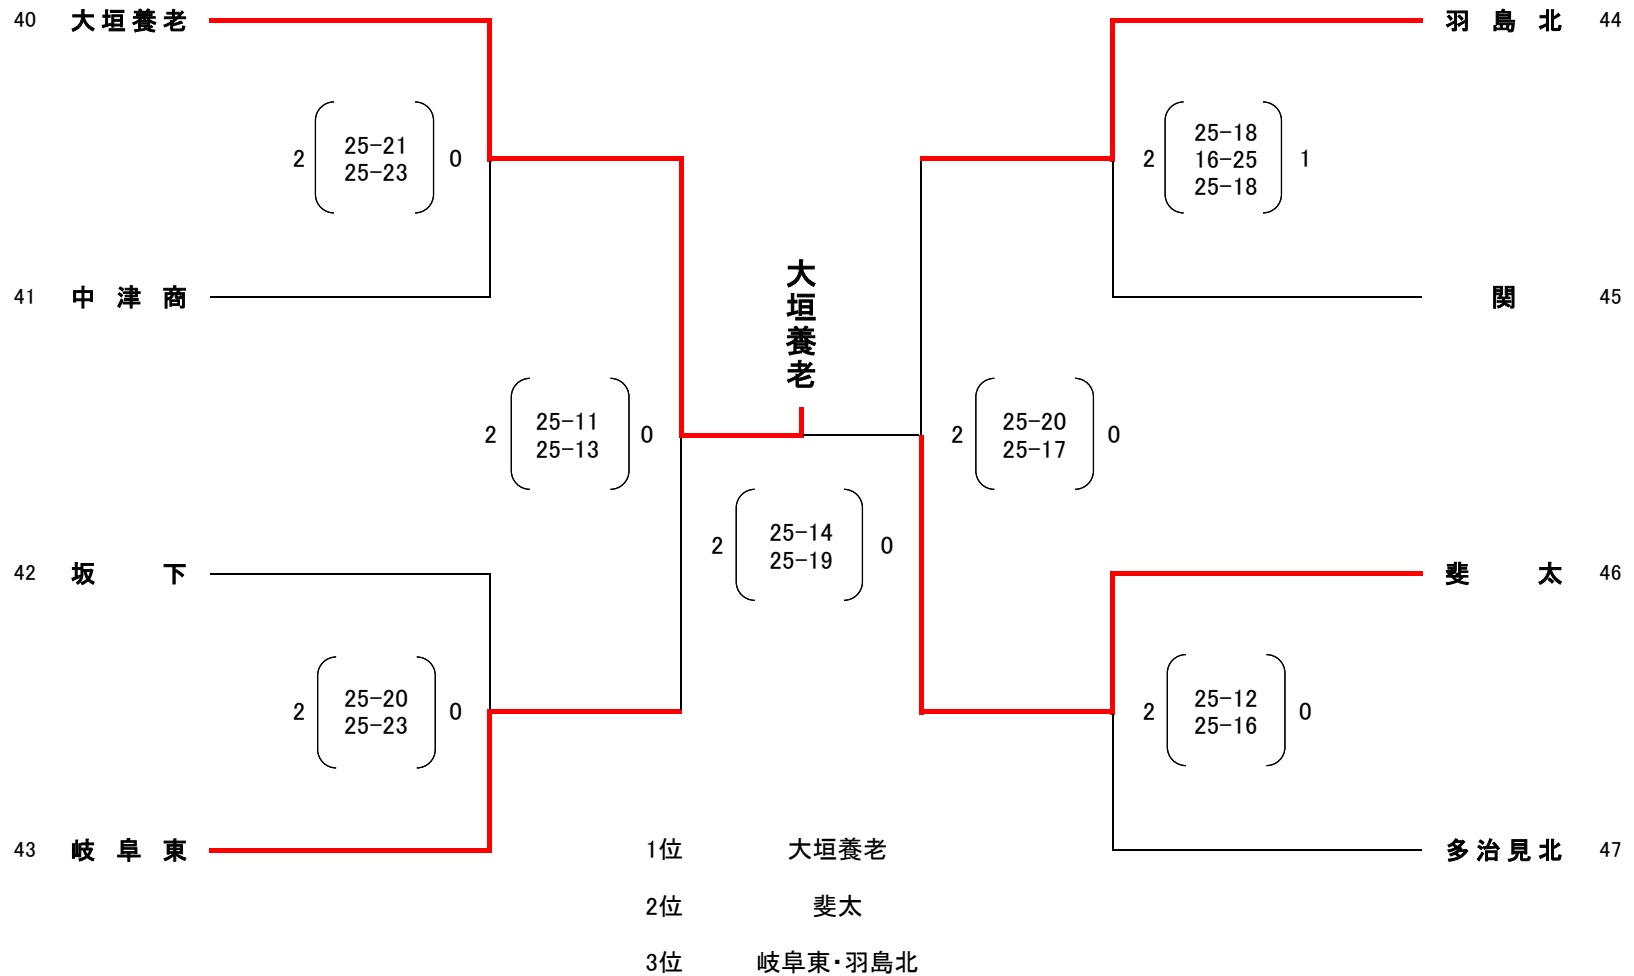 40 大垣養老
羽島北 44
2 25-21 0
25-23
2 25-18 1
16-25
25-18
41 中津商
大垣養老
関 45
2 25-11 0
25-13
2 25-20 0
25-17
2 25-14 0
25-19
42 坂下
斐太 46
2 25-20 0
25-23
2 25-12 0
25-16
43 岐阜東
多治見北 47
1位 大垣養老
2位 斐太
3位 岐阜東・羽島北